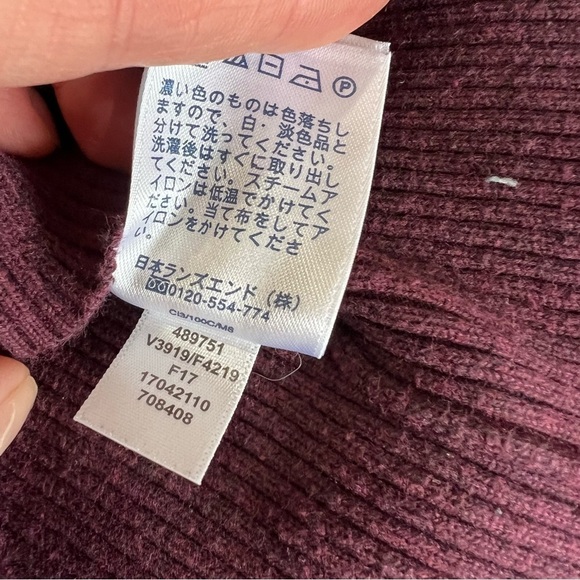 P
濃い色のものは色落ちし
ますので、白・淡色品と
分けて洗ってください。
洗濯後はすぐに取り出し
てください。スチームア
イロンは低温でかけてく
ださい。当て布をしてア
イロンをかけてくださ
い。
日本ランズエンド（株）
0120-554-774
CI3/100C/M8
489751
V3919/F4219
F17
17042110
708408